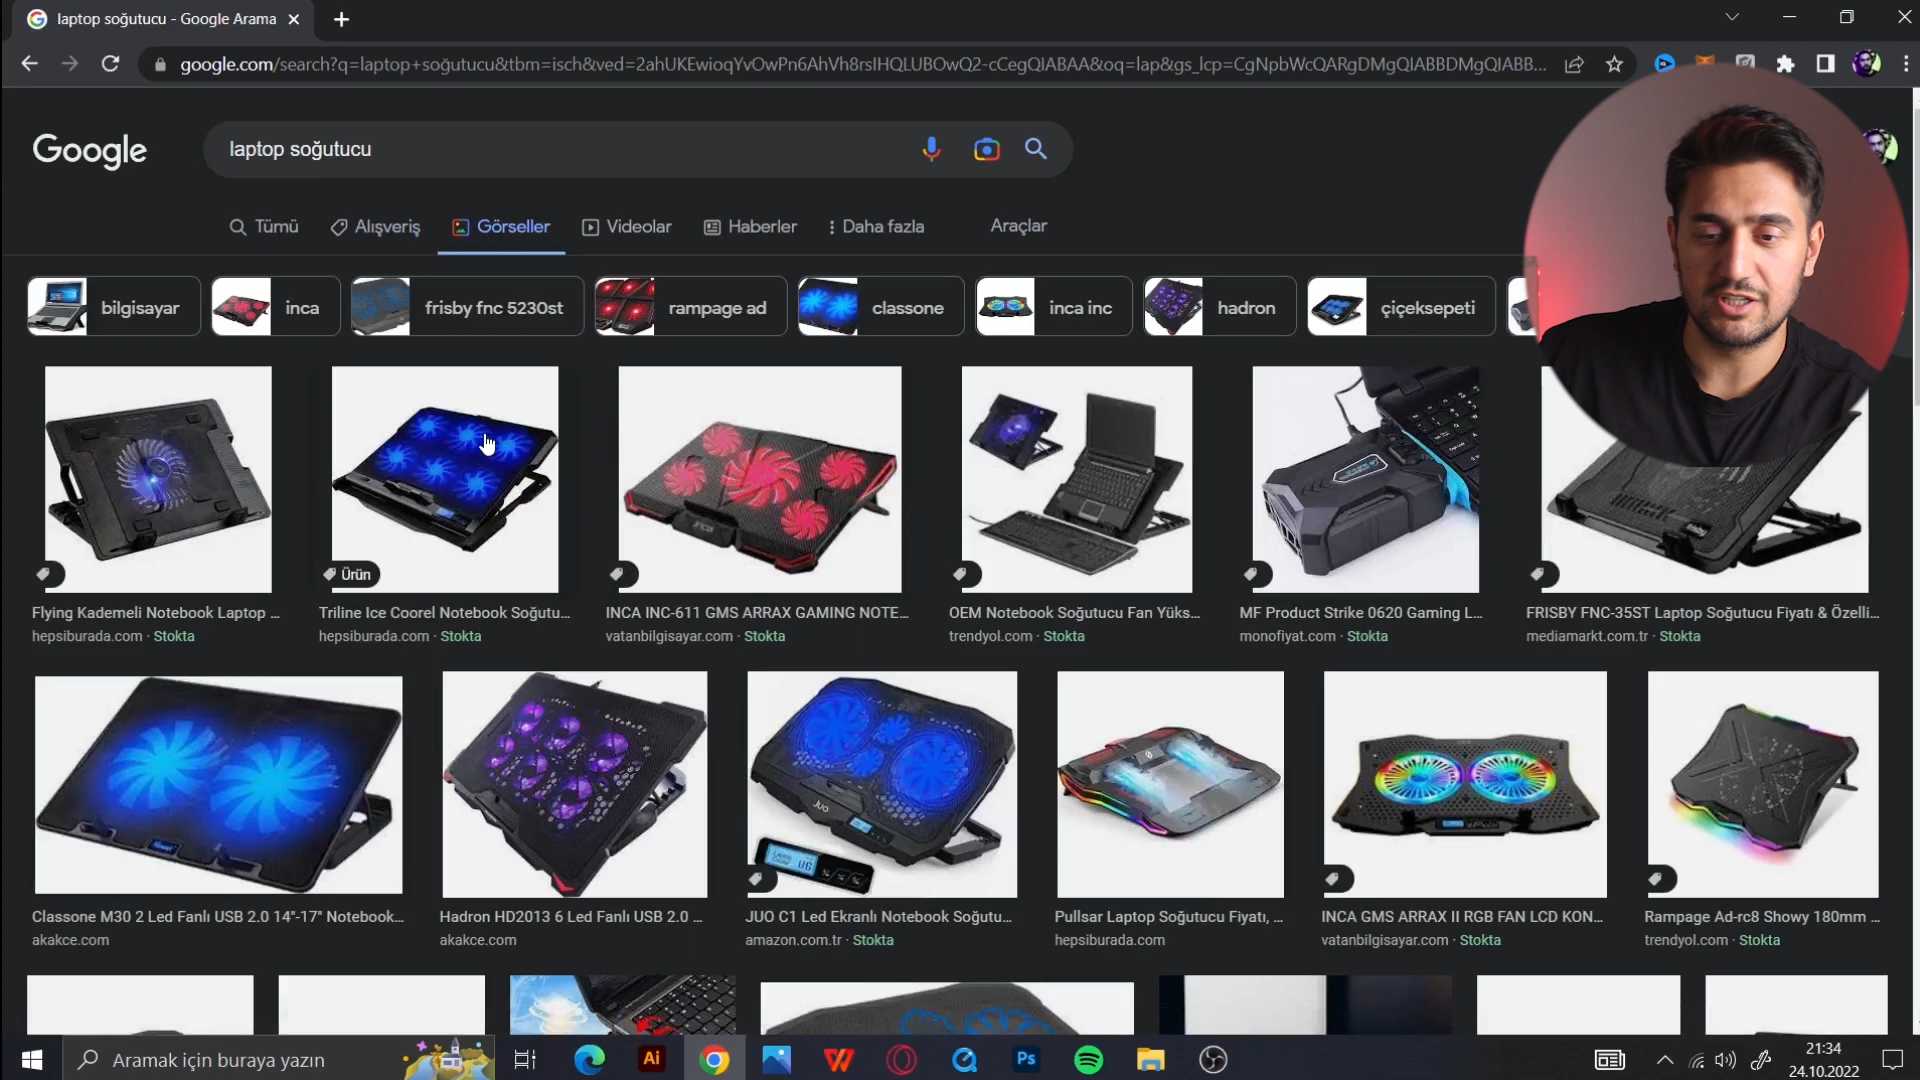 laptop soğutucu - Google Arama
google.com/search?q=laptop+soğutucu&tbm=isch&ved=2ahUKEwioqYvOwPn6AhVh8rsIHQLUBOwQ2-cCegQIABAA&oq=lap&gs_lcp=CgNpbWcQARgDMgQIABBDMgQIABB...
Google
laptop soğutucu
Tümü
Alışveriş
Görseller
Videolar
Haberler
Daha fazla
Araçlar
bilgisayar
inca
frisby fnc 5230st
rampage ad
classone
inca inc
hadron
çiçeksepeti
Ürün
Flying Kademeli Notebook Laptop ...
hepsiburada.com · Stokta
Triline Ice Coorel Notebook Soğutu...
hepsiburada.com · Stokta
INCA INC-611 GMS ARRAX GAMING NOTE...
vatanbilgisayar.com · Stokta
OEM Notebook Soğutucu Fan Yüks...
trendyol.com · Stokta
MF Product Strike 0620 Gaming L...
monofiyat.com · Stokta
FRISBY FNC-35ST Laptop Soğutucu Fiyatı & Özelli...
mediamarkt.com.tr · Stokta
JUO
Classone M30 2 Led Fanlı USB 2.0 14"-17" Notebook...
akakce.com
Hadron HD2013 6 Led Fanlı USB 2.0 ...
akakce.com
JUO C1 Led Ekranlı Notebook Soğutu...
amazon.com.tr · Stokta
Pullsar Laptop Soğutucu Fiyatı, ...
hepsiburada.com
INCA GMS ARRAX II RGB FAN LCD KON...
vatanbilgisayar.com · Stokta
Rampage Ad-rc8 Showy 180mm ...
trendyol.com · Stokta
Aramak için buraya yazın
Ai
Ps
21:34
24.10.2022